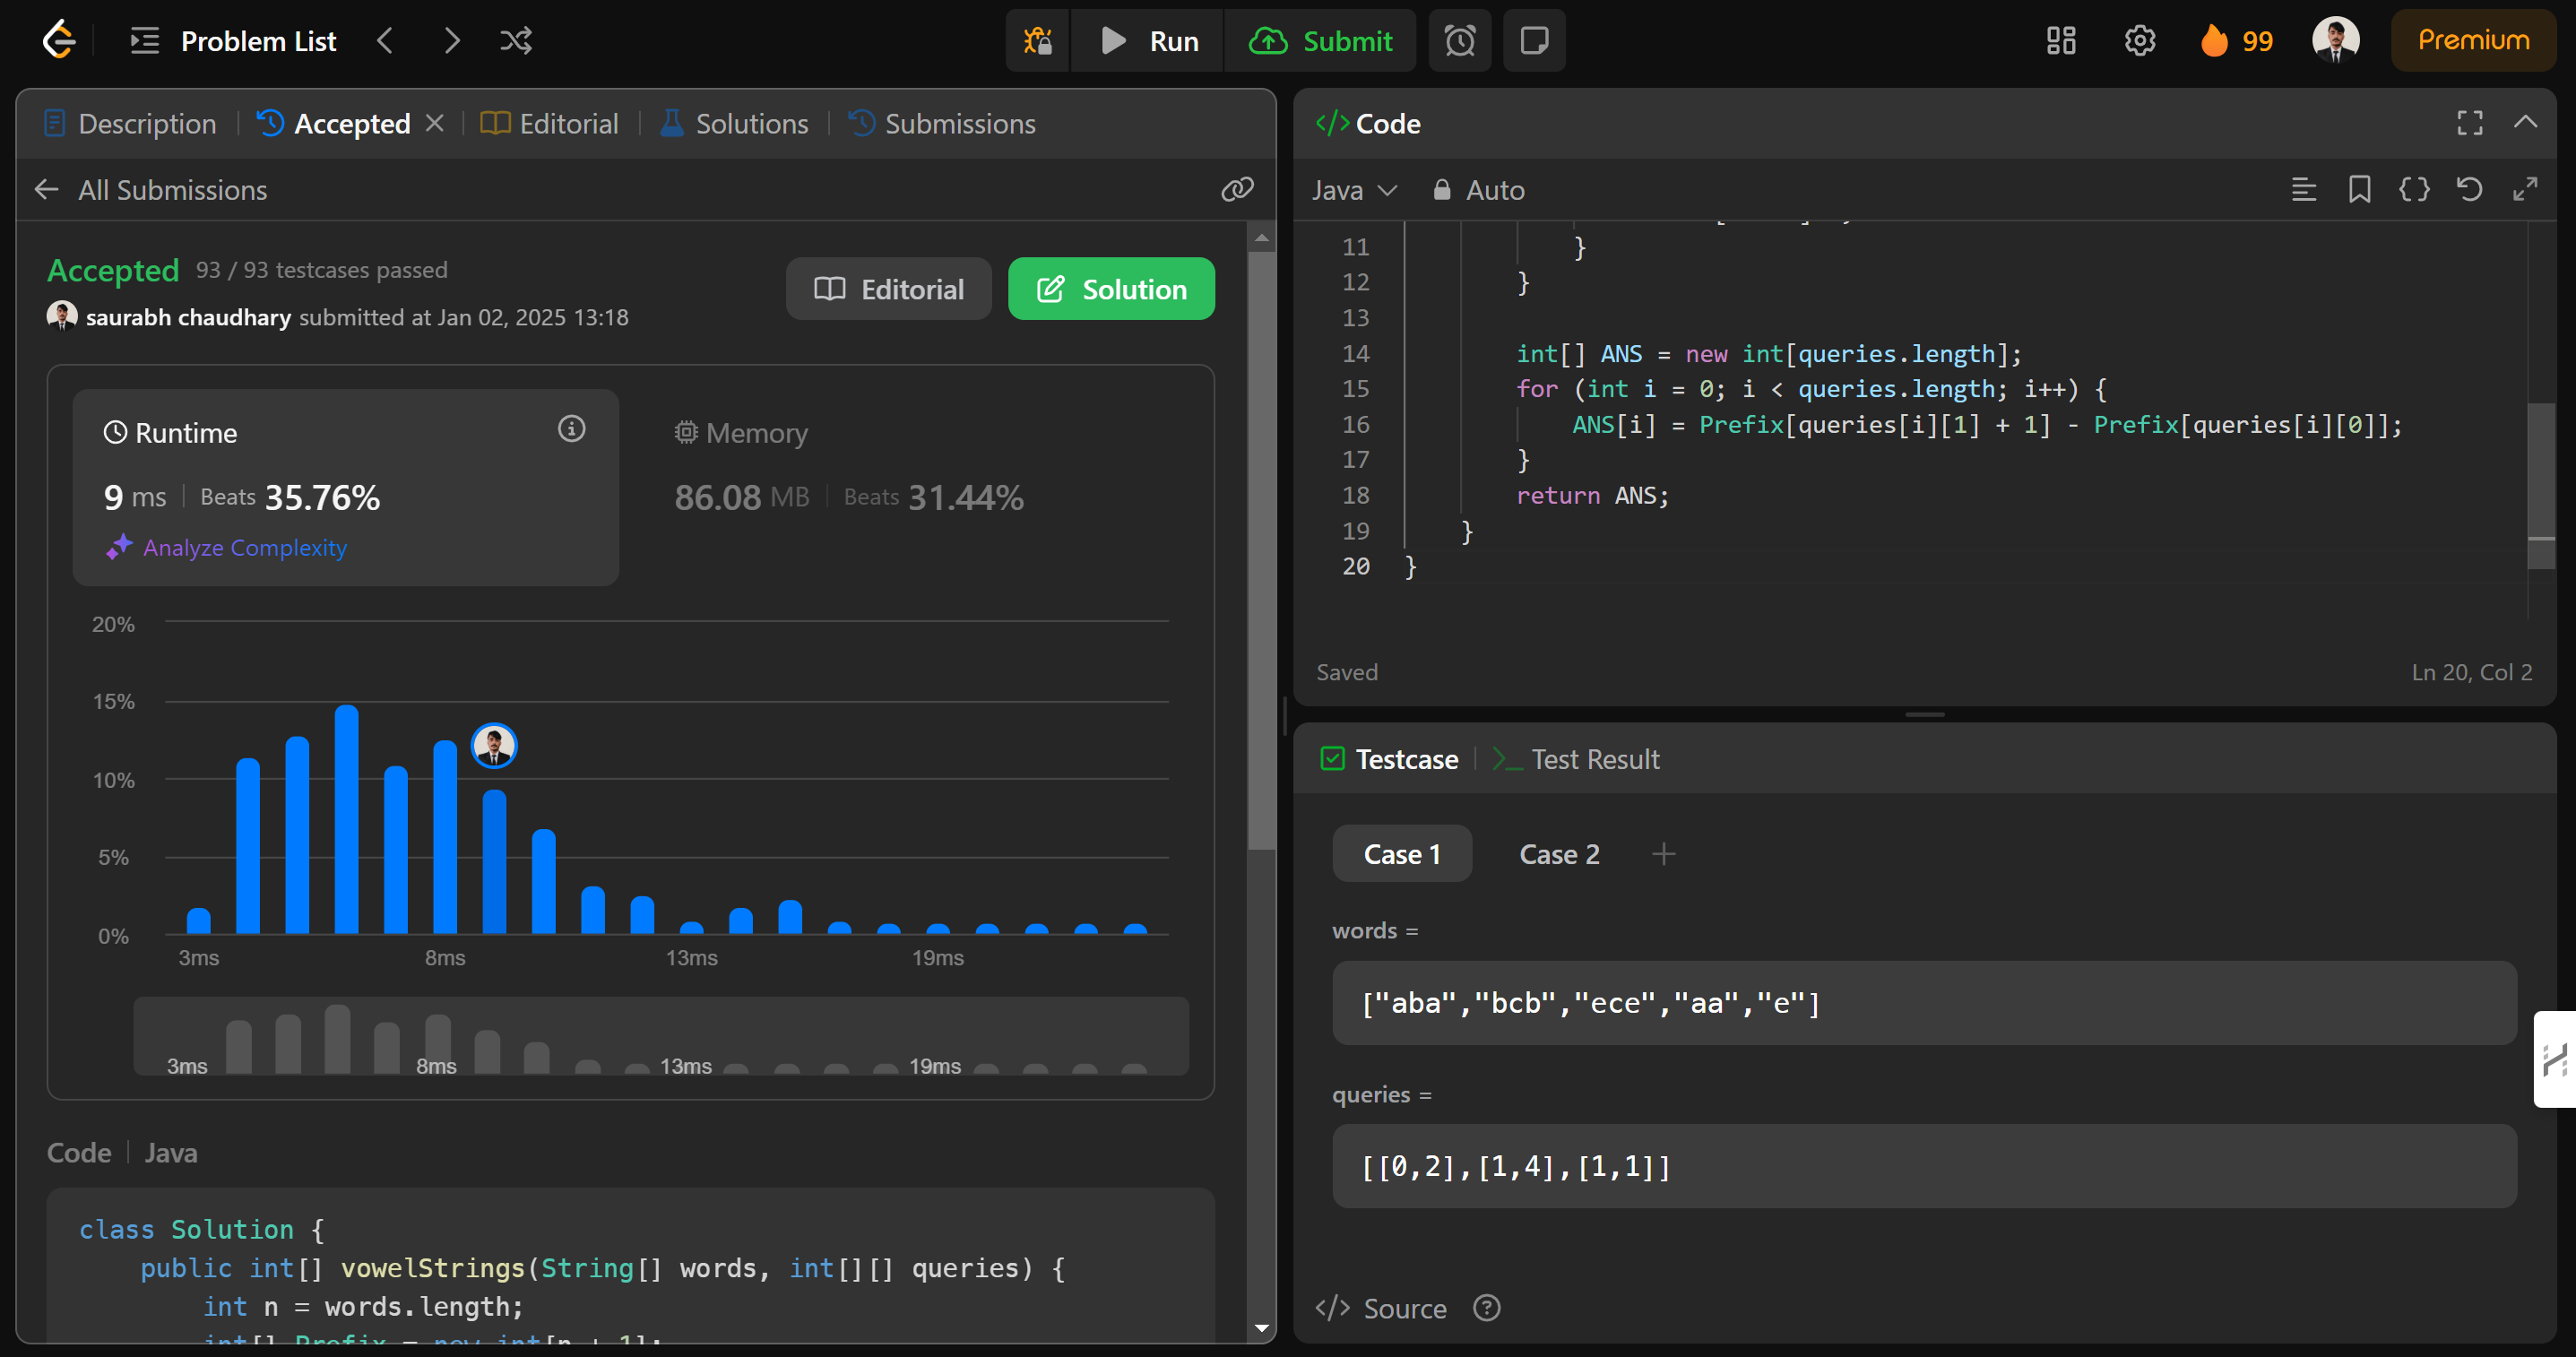 Problem List
Run
Submit
99
Premium
Description
Accepted
Editorial
Solutions
Submissions
All Submissions
Accepted 93 / 93 testcases passed
saurabh chaudhary submitted at Jan 02, 2025 13:18
Editorial
Solution
Runtime
9 ms Beats 35.76%
Analyze Complexity
Memory
86.08 MB Beats 31.44%
20%
15%
10%
5%
0%
3ms 8ms 13ms 19ms
3ms 8ms 13ms 19ms
Code Java
class Solution {
public int[] vowelStrings(String[] words, int[][] queries) {
int n = words.length;
int[] Prefix = new int[n + 1];
</> Code
Java Auto
11 }
12 }
13
14 int[] ANS = new int[queries.length];
15 for (int i = 0; i < queries.length; i++) {
16 ANS[i] = Prefix[queries[i][1] + 1] - Prefix[queries[i][0]];
17 }
18 return ANS;
19 }
20 }
Saved
Ln 20, Col 2
Testcase
Test Result
Case 1
Case 2
words =
["aba","bcb","ece","aa","e"]
queries =
[[0,2],[1,4],[1,1]]
</> Source